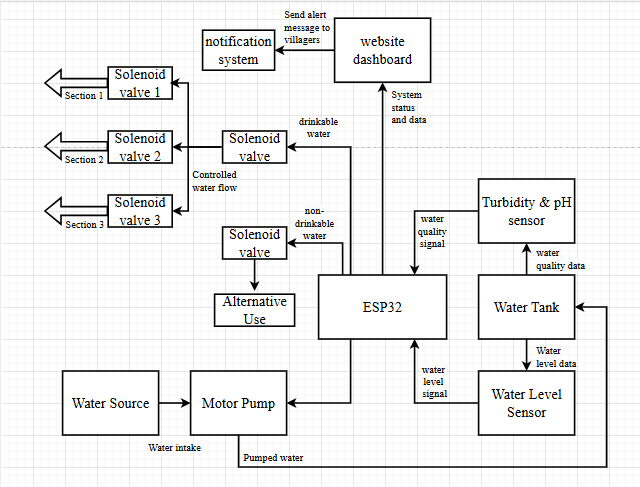 Send alert
message to
villagers
notification
system
website
dashboard
Solenoid
valve 1
Section 1
System
status
and data
drinkable
water
Solenoid
valve 2
Section 2
Solenoid
valve
Controlled
water flow
Solenoid
valve 3
Section 3
non-
drinkable
water
Solenoid
valve
water
quality
signal
Turbidity & pH
sensor
water
quality data
Alternative
Use
ESP32
Water Tank
Water
level data
water
level
signal
Water Source
Motor Pump
Water Level
Sensor
Water intake
Pumped water